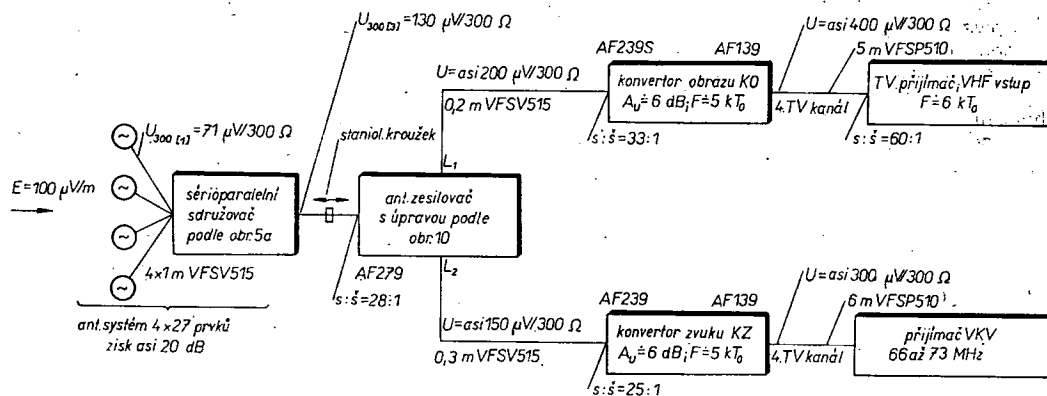 U300[3]=130 μV/300 Ω
U=asi 400 μV/300 Ω
AF239S
AF139
5 m VFSP510
U=asi 200 μV/300 Ω
konvertor obrazu KO
Au≐6 dB; F≐5 kT0
TV přijímač, VHF vstup
F≐6 kT0
0,2 m VFSV515
4. TV kanál
U300[1]=71 μV/300 Ω
staniol. kroužek
s:š=33:1
s:š=60:1
L1
E=100 μV/m
sérioparalelní
sdružovač
podle obr. 5a
ant. zesilovač
s úpravou podle
obr. 10
4×1 m VFSV515
AF279
L2
s:š=28:1
U=asi 300 μV/300 Ω
AF239
AF139
6 m VFSP510
ant. systém 4×27 prvků
zisk asi 20 dB
U=asi 150 μV/300 Ω
konvertor zvuku KZ
Au≐6 dB; F≐5 kT0
přijímač VKV
66 až 73 MHz
0,3 m VFSV515
4. TV kanál
s:š=25:1